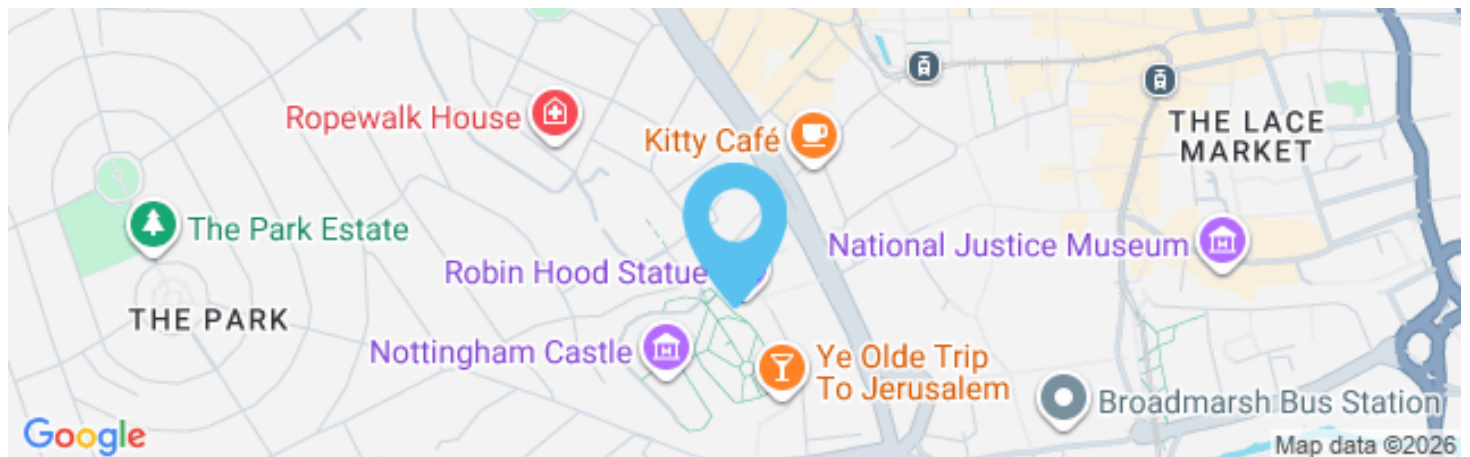 Ropewalk House
Kitty Café
THE LACE
MARKET
The Park Estate
National Justice Museum
Robin Hood Statue
THE PARK
Nottingham Castle
Ye Olde Trip
To Jerusalem
Broadmarsh Bus Station
Google
Map data ©2026